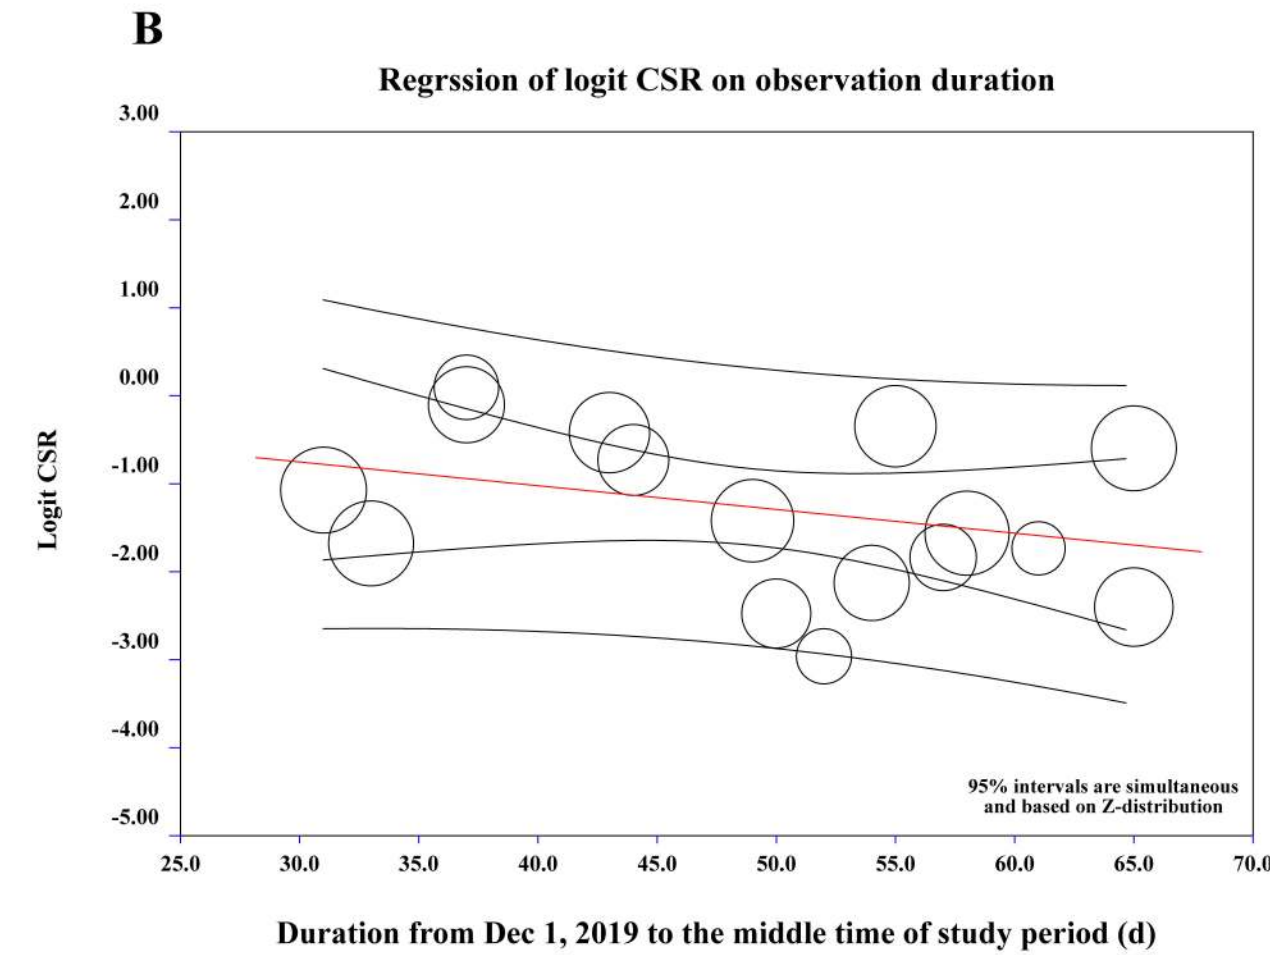 B
Regrssion of logit CSR on observation duration
3.00
2.00
1.00
0.00
-1.00
-2.00
-3.00
-4.00
-5.00
Logit CSR
95% intervals are simultaneous
and based on Z-distribution
25.0 30.0 35.0 40.0 45.0 50.0 55.0 60.0 65.0 70.0
Duration from Dec 1, 2019 to the middle time of study period (d)